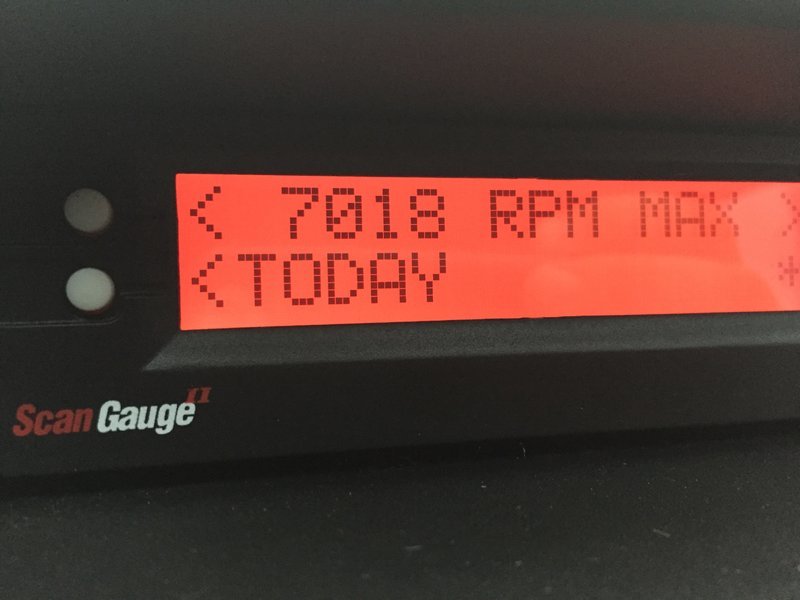 < 7018 RPM MAX >
<TODAY *
ScanGauge II